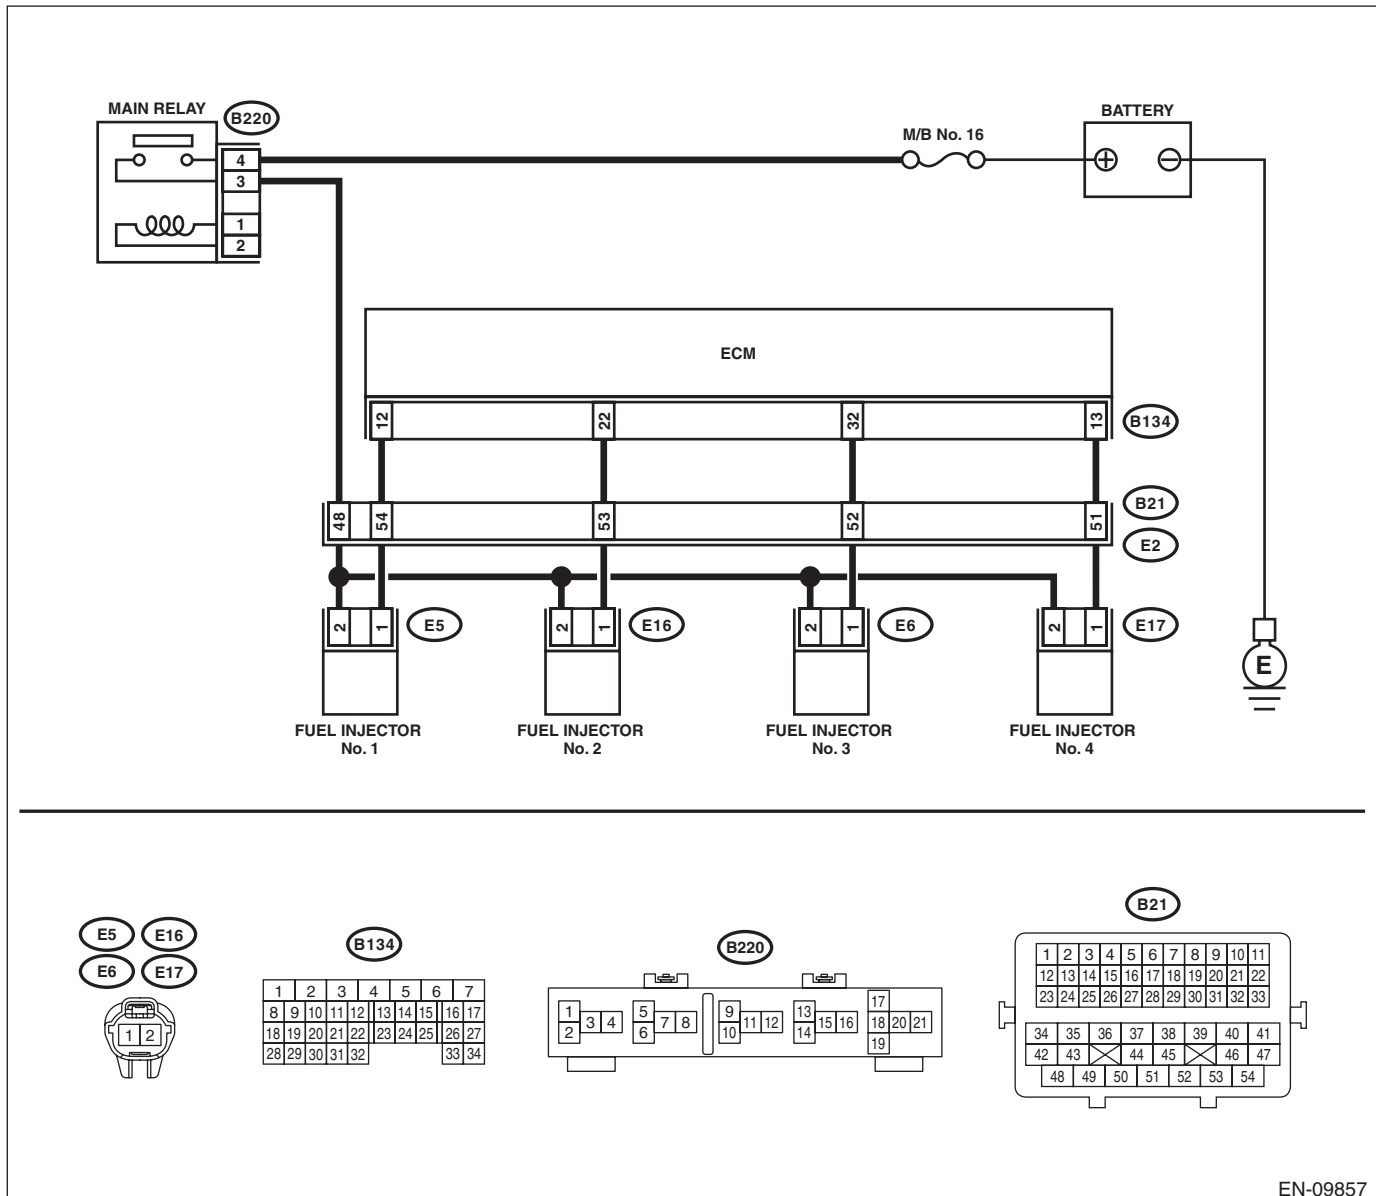 MAIN RELAY
B220
4
3
1
2
M/B No. 16
BATTERY
ECM
12 22 32 13
B134
48 54 53 52 51
B21
E2
2 1 E5
2 1 E16
2 1 E6
2 1 E17
E
FUEL INJECTOR
No. 1
FUEL INJECTOR
No. 2
FUEL INJECTOR
No. 3
FUEL INJECTOR
No. 4
E5 E16
E6 E17
1 2
B134
1 2 3 4 5 6 7
8 9 10 11 12 13 14 15 16 17
18 19 20 21 22 23 24 25 26 27
28 29 30 31 32 33 34
B220
1 2 3 4
5 6 7 8
9 10 11 12
13 14 15 16
17 18 19 20 21
B21
1 2 3 4 5 6 7 8 9 10 11
12 13 14 15 16 17 18 19 20 21 22
23 24 25 26 27 28 29 30 31 32 33
34 35 36 37 38 39 40 41
42 43 44 45 46 47
48 49 50 51 52 53 54
EN-09857